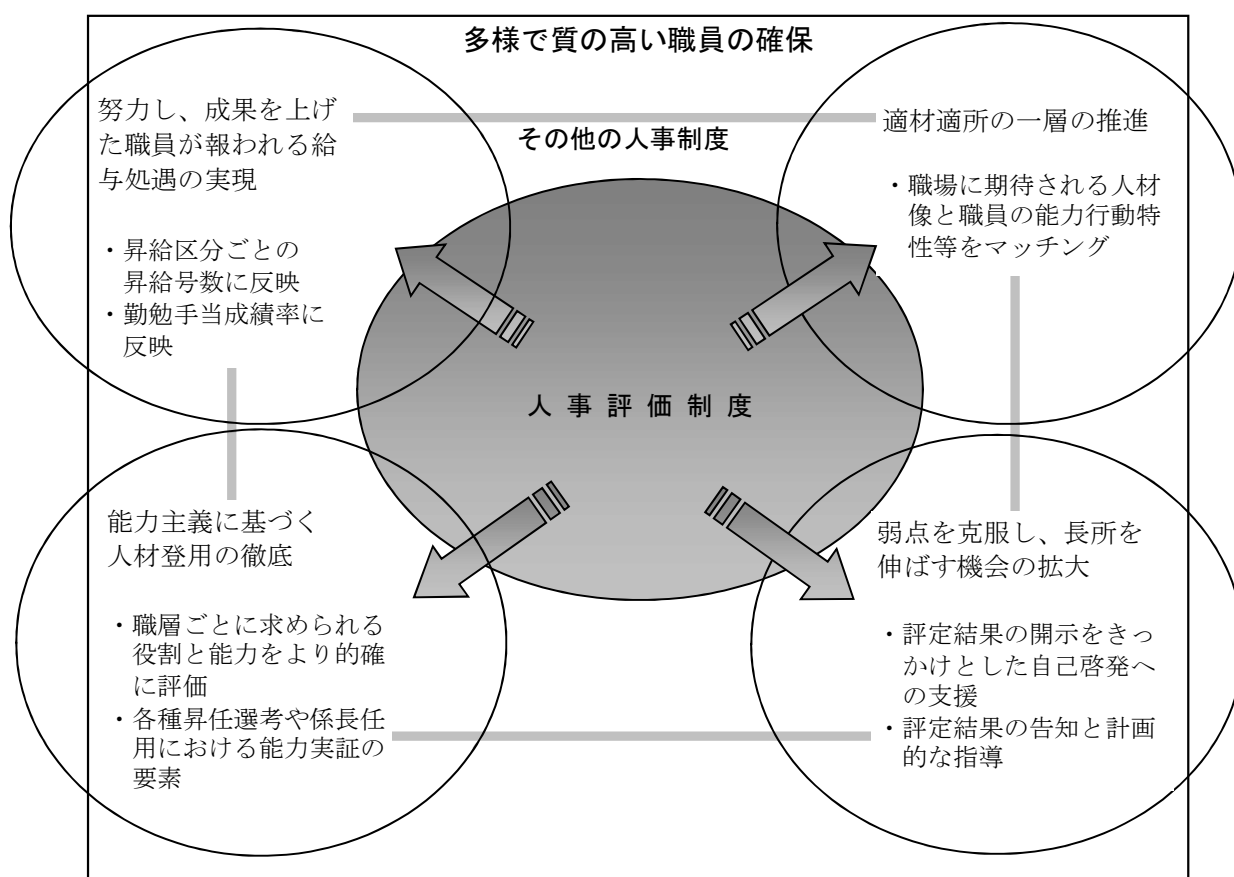 多様で質の高い職員の確保
努力し、成果を上げ
た職員が報われる給
与処遇の実現
・昇給区分ごとの
昇給号数に反映
・勤勉手当成績率に
反映
その他の人事制度
適材適所の一層の推進
・職場に期待される人材
像と職員の能力行動特
性等をマッチング
人事評価制度
能力主義に基づく
人材登用の徹底
・職層ごとに求められる
役割と能力をより的確
に評価
・各種昇任選考や係長任
用における能力実証の
要素
弱点を克服し、長所を
伸ばす機会の拡大
・評定結果の開示をきっ
かけとした自己啓発へ
の支援
・評定結果の告知と計画
的な指導